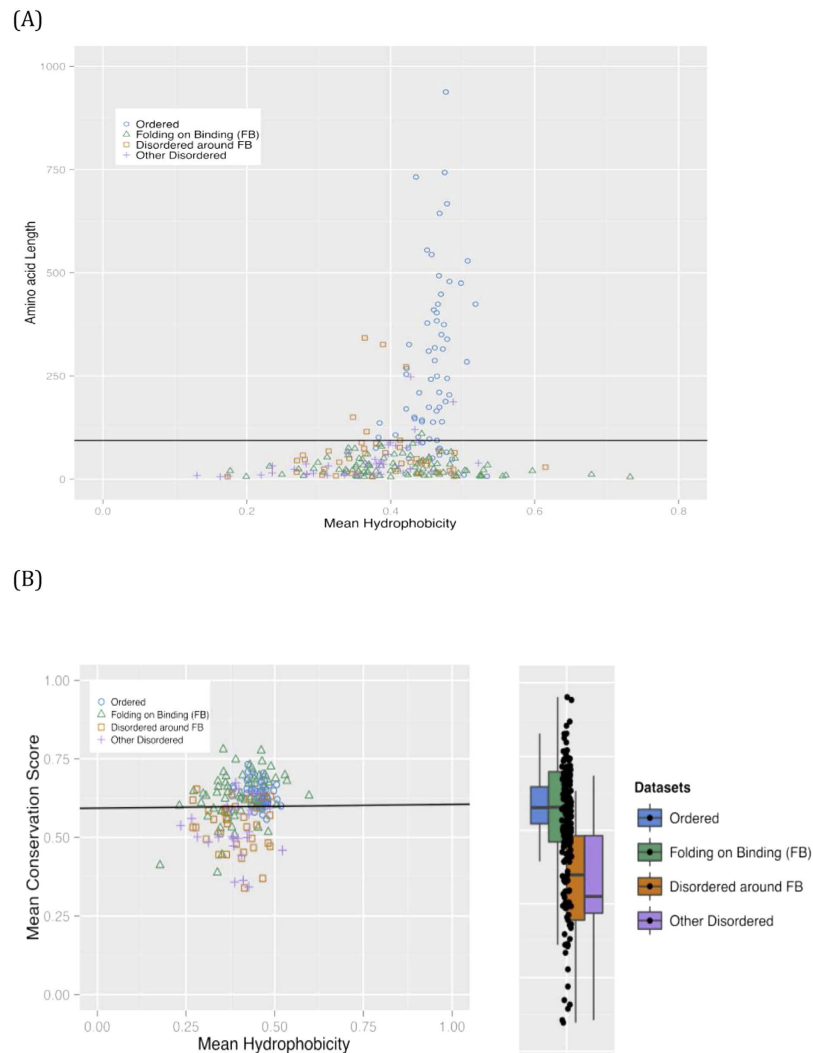 (A)
1000
750
500
250
0
Amino acid Length
Ordered
Folding on Binding (FB)
Disordered around FB
Other Disordered
0.0 0.2 0.4 0.6 0.8
Mean Hydrophobicity
(B)
1.00
0.75
0.50
0.25
0.00
Mean Conservation Score
Ordered
Folding on Binding (FB)
Disordered around FB
Other Disordered
0.00 0.25 0.50 0.75 1.00
Mean Hydrophobicity
Datasets
Ordered
Folding on Binding (FB)
Disordered around FB
Other Disordered